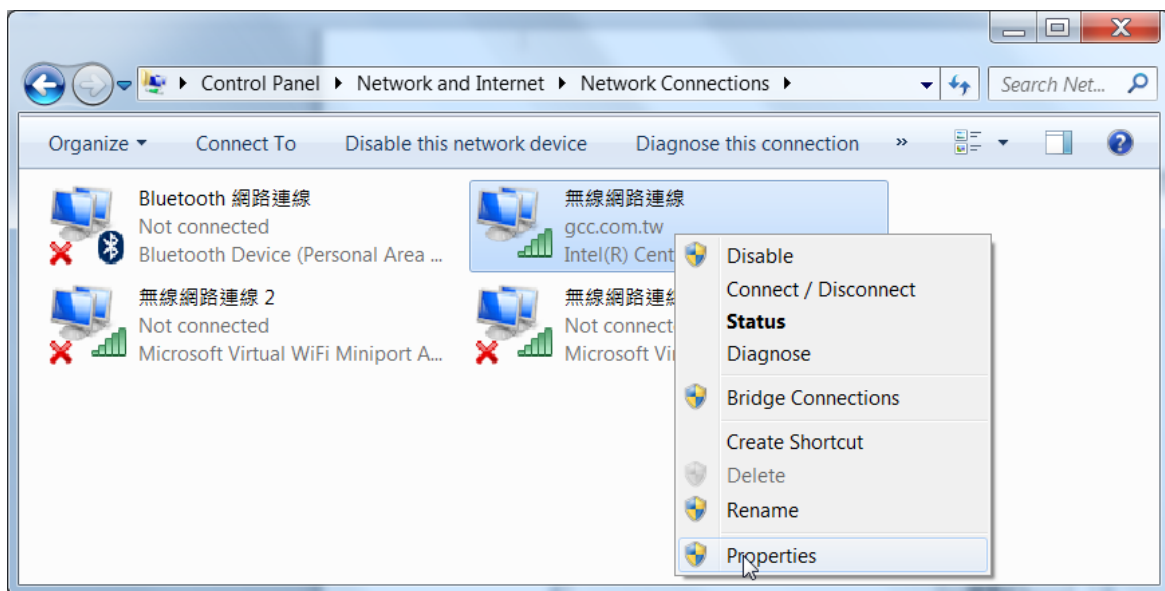 Control Panel Network and Internet Network Connections
Search Net...
Organize Connect To Disable this network device Diagnose this connection »
Bluetooth 網路連線
Not connected
Bluetooth Device (Personal Area ...
無線網路連線
gcc.com.tw
Intel(R) Cent
無線網路連線 2
Not connected
Microsoft Virtual WiFi Miniport A...
無線網路連
Not connect
Microsoft Vi
Disable
Connect / Disconnect
Status
Diagnose
Bridge Connections
Create Shortcut
Delete
Rename
Properties